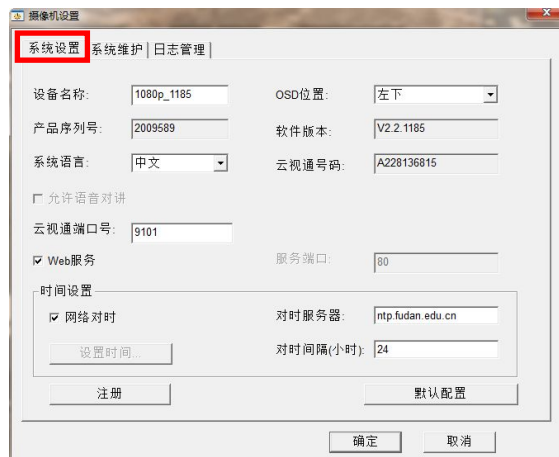 摄像机设置
系统设置 系统维护 日志管理
设备名称: 1080p_1185 OSD位置: 左下
产品序列号: 2009589 软件版本: V2.2.1185
系统语言: 中文 云视通号码: A228136815
允许语音对讲
云视通端口号: 9101
Web服务 服务端口: 80
时间设置
网络对时 对时服务器: ntp.fudan.edu.cn
设置时间... 对时间隔(小时): 24
注册 默认配置
确定 取消